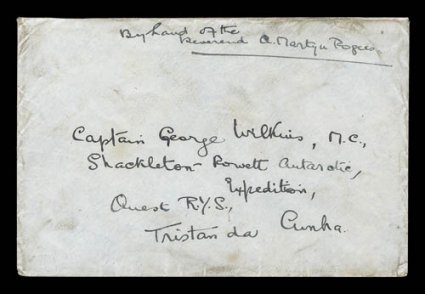 By hand of the
Reverend A. Martyn Rogers
Captain George Wilkins, M.C.,
Shackleton-Rowett Antarctic,
Expedition,
Quest R.Y.S.,
Tristan da Cunha.